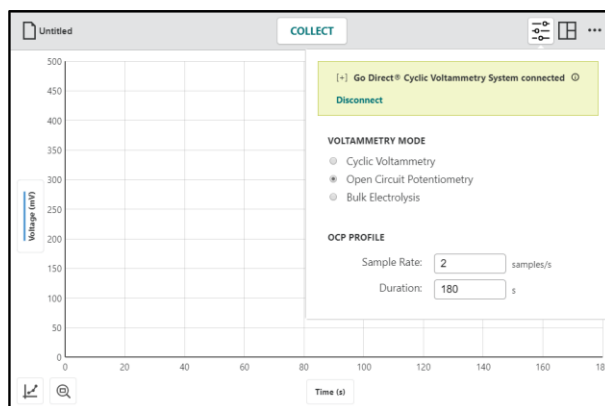 Untitled
COLLECT
[+] Go Direct® Cyclic Voltammetry System connected
Disconnect
VOLTAMMETRY MODE
Cyclic Voltammetry
Open Circuit Potentiometry
Bulk Electrolysis
OCP PROFILE
Sample Rate: 2 samples/s
Duration: 180 s
Voltage (mV)
500
450
400
350
300
250
200
150
100
50
0
0 20 40 60 80 100 120 140 160 18
Time (s)